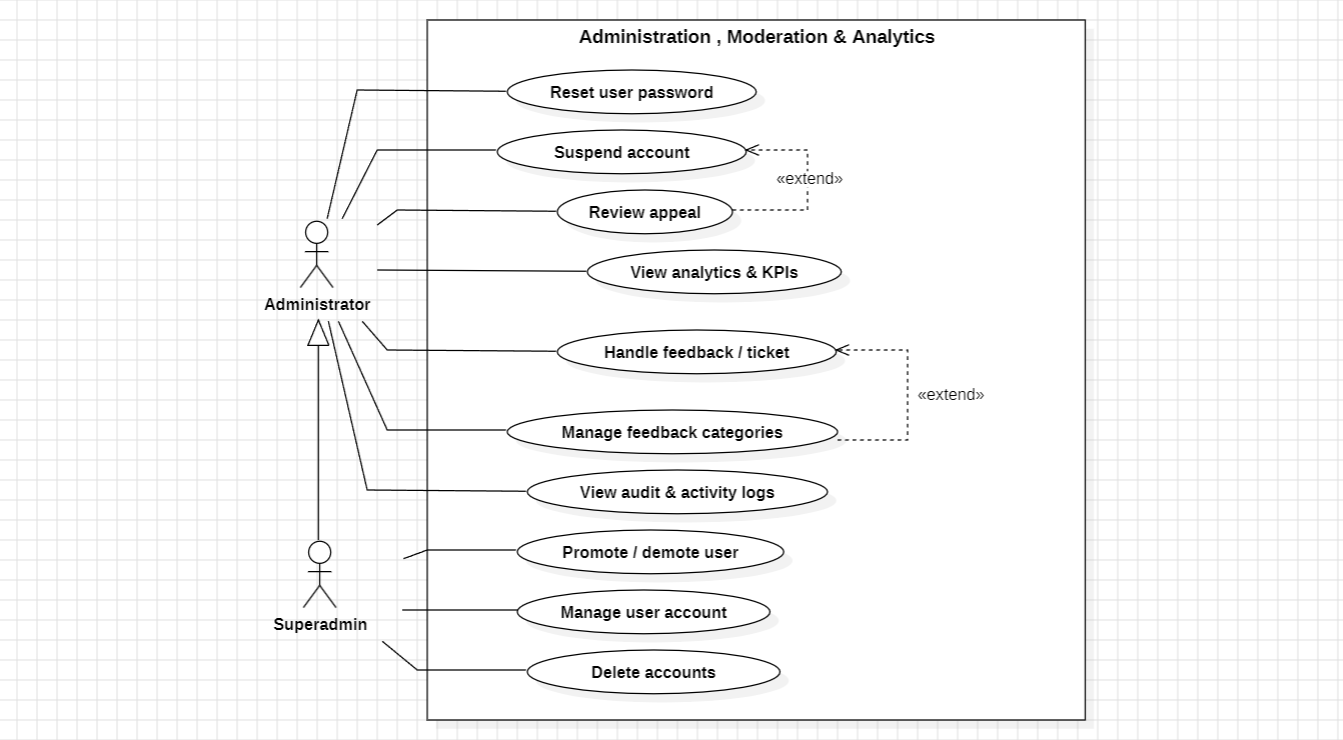 Administration , Moderation & Analytics
Reset user password
Suspend account
«extend»
Review appeal
View analytics & KPIs
Administrator
Handle feedback / ticket
«extend»
Manage feedback categories
View audit & activity logs
Promote / demote user
Manage user account
Superadmin
Delete accounts